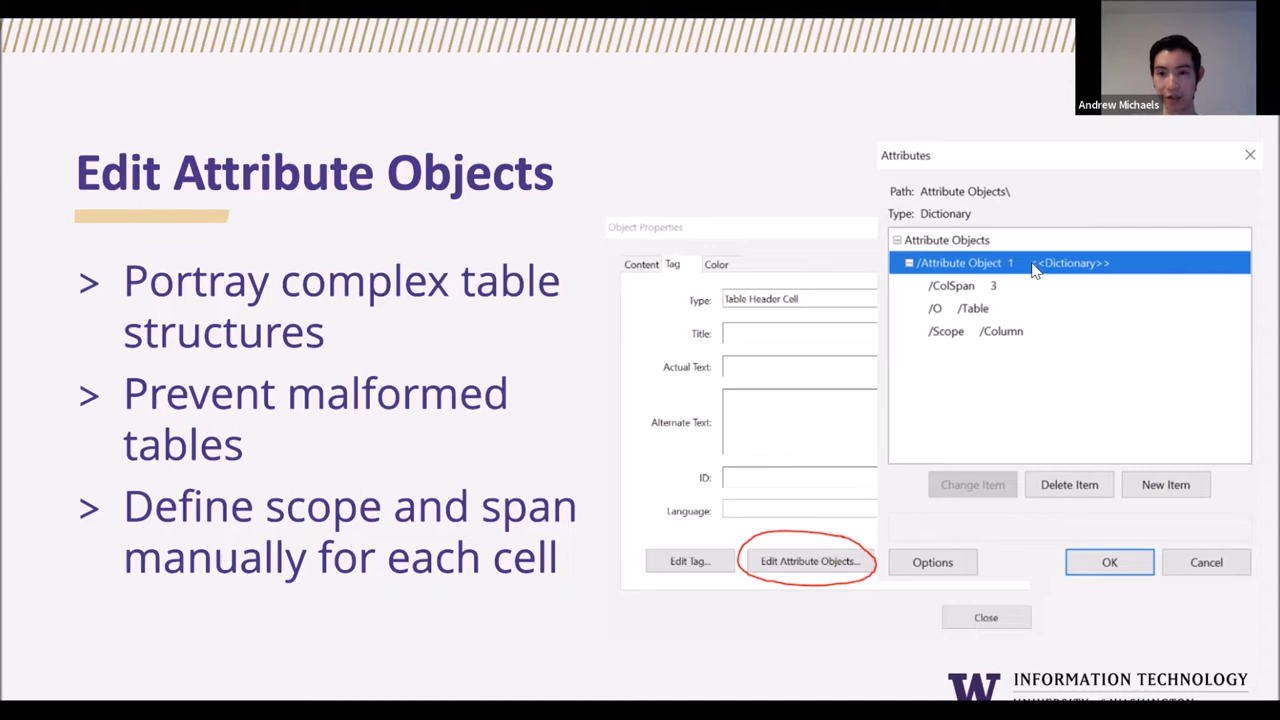 Andrew Michaels
Edit Attribute Objects
> Portray complex table
structures
> Prevent malformed
tables
> Define scope and span
manually for each cell
Object Properties
Content Tag Color
Type: Table Header Cell
Title:
Actual Text:
Alternate Text:
ID:
Language:
Edit Tag... Edit Attribute Objects...
Close
Attributes
Path: Attribute Objects\
Type: Dictionary
Attribute Objects
/Attribute Object 1 <<Dictionary>>
/ColSpan 3
/O /Table
/Scope /Column
Change Item Delete Item New Item
Options OK Cancel
W INFORMATION TECHNOLOGY
UNIVERSITY of WASHINGTON